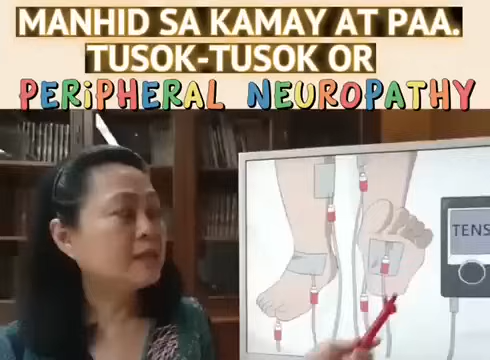 MANHID SA KAMAY AT PAA.
TUSOK-TUSOK OR
PERiPHERAL NEUROPATHY
TENS